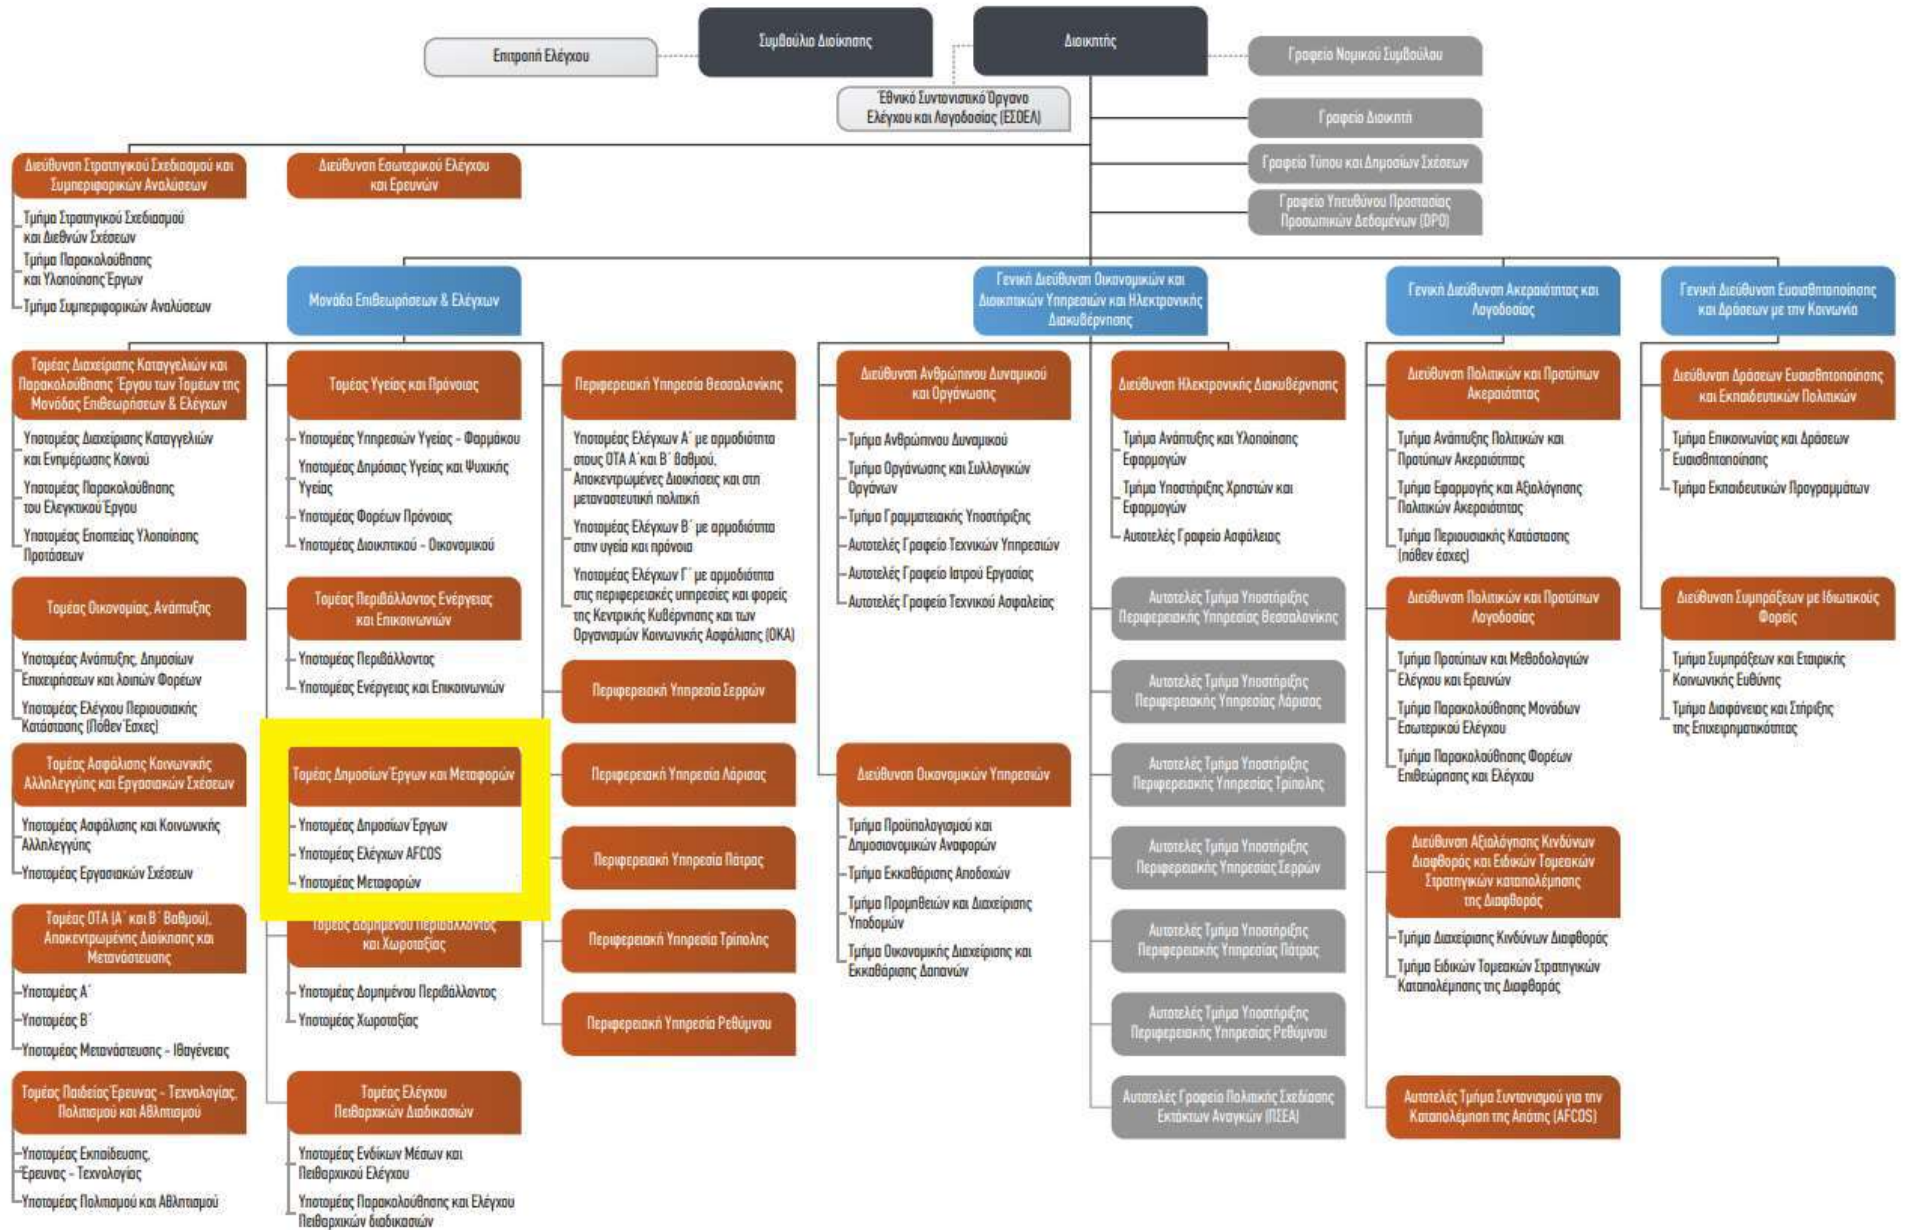 Συμβούλιο Διοίκησης
Διοικητής
Επιτροπή Ελέγχου
Γραφείο Νομικού Συμβούλου
Έθνικό Συντονιστικό Όργανο
Ελέγχου και Λογοδοσίας (ΕΣΟΕΛ)
Γραφείο Διοικητή
Γραφείο Τύπου και Δημοσίων Σχέσεων
Γραφείο Υπευθύνου Προστασίας
Προσωπικών Δεδομένων (DPO)
Διεύθυνση Στρατηγικού Σχεδιασμού και
Συμπεριφορικών Αναλύσεων
Τμήμα Στρατηγικού Σχεδιασμού
και Διεθνών Σχέσεων
Τμήμα Παρακολούθησης
και Υλοποίησης Έργων
Τμήμα Συμπεριφορικών Αναλύσεων
Διεύθυνση Εσωτερικού Ελέγχου
και Ερευνών
Μονάδα Επιθεωρήσεων & Ελέγχων
Γενική Διεύθυνση Οικονομικών και
Διοικητικών Υπηρεσιών και Ηλεκτρονικής
Διακυβέρνησης
Γενική Διεύθυνση Ακεραιότητας και
Λογοδοσίας
Γενική Διεύθυνση Ευαισθητοποίησης
και Δράσεων με την Κοινωνία
Τομέας Διαχείρισης Καταγγελιών και
Παρακολούθησης Έργου των Τομέων της
Μονάδας Επιθεωρήσεων & Ελέγχων
Υποτομέας Διαχείρισης Καταγγελιών
και Ενημέρωσης Κοινού
Υποτομέας Παρακολούθησης
του Ελεγκτικού Έργου
Υποτομέας Εποπτείας Υλοποίησης
Προτάσεων
Τομέας Οικονομίας, Ανάπτυξης
Υποτομέας Ανάπτυξης, Δημοσίων
Επιχειρήσεων και λοιπών Φορέων
Υποτομέας Ελέγχου Περιουσιακής
Κατάστασης (Πόθεν Έσχες)
Τομέας Ασφάλισης Κοινωνικής
Αλληλεγγύης και Εργασιακών Σχέσεων
Υποτομέας Ασφάλισης και Κοινωνικής
Αλληλεγγύης
Υποτομέας Εργασιακών Σχέσεων
Τομέας ΟΤΑ (Α΄ και Β΄ Βαθμού),
Αποκεντρωμένης Διοίκησης και
Μετανάστευσης
Υποτομέας Α΄
Υποτομέας Β΄
Υποτομέας Μετανάστευσης - Ιθαγένειας
Τομέας Παιδείας Έρευνας - Τεχνολογίας,
Πολιτισμού και Αθλητισμού
Υποτομέας Εκπαίδευσης,
Έρευνας - Τεχνολογίας
Υποτομέας Πολιτισμού και Αθλητισμού
Τομέας Υγείας και Πρόνοιας
Υποτομέας Υπηρεσιών Υγείας - Φαρμάκου
Υποτομέας Δημόσιας Υγείας και Ψυχικής
Υγείας
Υποτομέας Φορέων Πρόνοιας
Υποτομέας Διοικητικού - Οικονομικού
Τομέας Περιβάλλοντος Ενέργειας
και Επικοινωνιών
Υποτομέας Περιβάλλοντος
Υποτομέας Ενέργειας και Επικοινωνιών
Τομέας Δημοσίων Έργων και Μεταφορών
Υποτομέας Δημοσίων Έργων
Υποτομέας Ελέγχων AFCOS
Υποτομέας Μεταφορών
Τομέας Δομημένου Περιβάλλοντος
και Χωροταξίας
Υποτομέας Δομημένου Περιβάλλοντος
Υποτομέας Χωροταξίας
Τομέας Ελέγχου
Πειθαρχικών Διαδικασιών
Υποτομέας Ενδίκων Μέσων και
Πειθαρχικού Ελέγχου
Υποτομέας Παρακολούθησης και Ελέγχου
Πειθαρχικών διαδικασιών
Περιφερειακή Υπηρεσία Θεσσαλονίκης
Υποτομέας Ελέγχων Α΄ με αρμοδιότητα
στους ΟΤΑ Α΄και Β΄ βαθμού,
Αποκεντρωμένες Διοικήσεις και στη
μεταναστευτική πολιτική
Υποτομέας Ελέγχων Β΄ με αρμοδιότητα
στην υγεία και πρόνοια
Υποτομέας Ελέγχων Γ΄ με αρμοδιότητα
στις περιφερειακές υπηρεσίες και φορείς
της Κεντρικής Κυβέρνησης και των
Οργανισμών Κοινωνικής Ασφάλισης (ΟΚΑ)
Περιφερειακή Υπηρεσία Σερρών
Περιφερειακή Υπηρεσία Λάρισας
Περιφερειακή Υπηρεσία Πάτρας
Περιφερειακή Υπηρεσία Τρίπολης
Περιφερειακή Υπηρεσία Ρεθύμνου
Διεύθυνση Ανθρώπινου Δυναμικού
και Οργάνωσης
Τμήμα Ανθρώπινου Δυναμικού
Τμήμα Οργάνωσης και Συλλογικών
Οργάνων
Τμήμα Γραμματειακής Υποστήριξης
Αυτοτελές Γραφείο Τεχνικών Υπηρεσιών
Αυτοτελές Γραφείο Ιατρού Εργασίας
Αυτοτελές Γραφείο Τεχνικού Ασφαλείας
Διεύθυνση Οικονομικών Υπηρεσιών
Τμήμα Προϋπολογισμού και
Δημοσιονομικών Αναφορών
Τμήμα Εκκαθάρισης Αποδοχών
Τμήμα Προμηθειών και Διαχείρισης
Υποδομών
Τμήμα Οικονομικής Διαχείρισης και
Εκκαθάρισης Δαπανών
Διεύθυνση Ηλεκτρονικής Διακυβέρνησης
Τμήμα Ανάπτυξης και Υλοποίησης
Εφαρμογών
Τμήμα Υποστήριξης Χρηστών και
Εφαρμογών
Αυτοτελές Γραφείο Ασφάλειας
Αυτοτελές Τμήμα Υποστήριξης
Περιφερειακής Υπηρεσίας Θεσσαλονίκης
Αυτοτελές Τμήμα Υποστήριξης
Περιφερειακής Υπηρεσίας Λάρισας
Αυτοτελές Τμήμα Υποστήριξης
Περιφερειακής Υπηρεσίας Τρίπολης
Αυτοτελές Τμήμα Υποστήριξης
Περιφερειακής Υπηρεσίας Σερρών
Αυτοτελές Τμήμα Υποστήριξης
Περιφερειακής Υπηρεσίας Πάτρας
Αυτοτελές Τμήμα Υποστήριξης
Περιφερειακής Υπηρεσίας Ρεθύμνου
Αυτοτελές Γραφείο Πολιτικής Σχεδίασης
Εκτάκτων Αναγκών (ΠΣΕΑ)
Διεύθυνση Πολιτικών και Προτύπων
Ακεραιότητας
Τμήμα Ανάπτυξης Πολιτικών και
Προτύπων Ακεραιότητας
Τμήμα Εφαρμογής και Αξιολόγησης
Πολιτικών Ακεραιότητας
Τμήμα Περιουσιακής Κατάστασης
(πόθεν έσχες)
Διεύθυνση Πολιτικών και Προτύπων
Λογοδοσίας
Τμήμα Προτύπων και Μεθοδολογιών
Ελέγχου και Ερευνών
Τμήμα Παρακολούθησης Μονάδων
Εσωτερικού Ελέγχου
Τμήμα Παρακολούθησης Φορέων
Επιθεώρησης και Ελέγχου
Διεύθυνση Αξιολόγησης Κινδύνων
Διαφθοράς και Ειδικών Τομεακών
Στρατηγικών καταπολέμησης
της Διαφθοράς
Τμήμα Διαχείρισης Κινδύνων Διαφθοράς
Τμήμα Ειδικών Τομεακών Στρατηγικών
Καταπολέμησης της Διαφθοράς
Αυτοτελές Τμήμα Συντονισμού για την
Καταπολέμηση της Απάτης (AFCOS)
Διεύθυνση Δράσεων Ευαισθητοποίησης
και Εκπαιδευτικών Πολιτικών
Τμήμα Επικοινωνίας και Δράσεων
Ευαισθητοποίησης
Τμήμα Εκπαιδευτικών Προγραμμάτων
Διεύθυνση Συμπράξεων με Ιδιωτικούς
Φορείς
Τμήμα Συμπράξεων και Εταιρικής
Κοινωνικής Ευθύνης
Τμήμα Διαφάνειας και Στήριξης
της Επιχειρηματικότητας